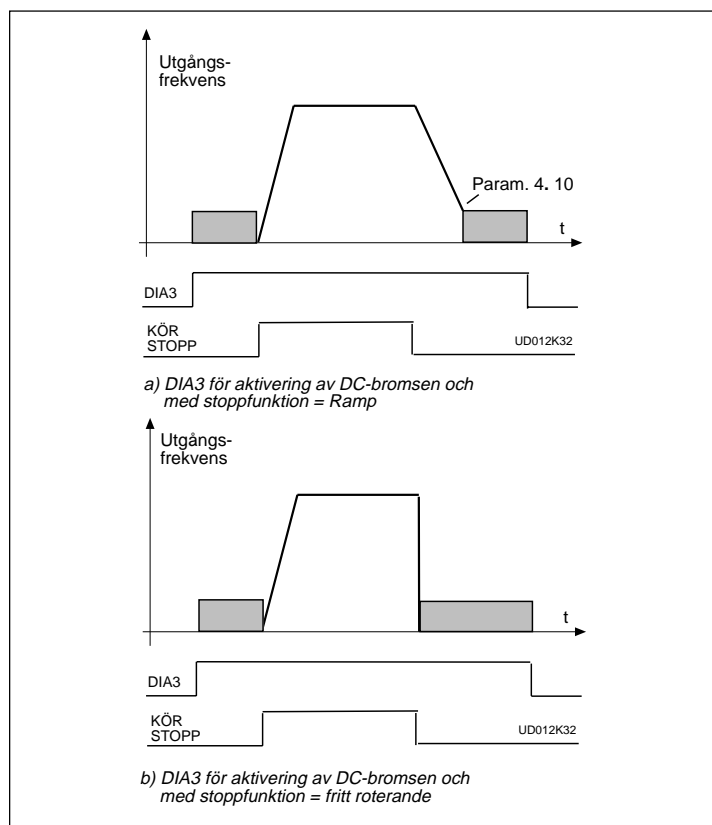 Utgångs-
frekvens
Param. 4. 10
t
DIA3
KÖR
STOPP
UD012K32
a) DIA3 för aktivering av DC-bromsen och
med stoppfunktion = Ramp
Utgångs-
frekvens
t
DIA3
KÖR
STOPP
UD012K32
b) DIA3 för aktivering av DC-bromsen och
med stoppfunktion = fritt roterande